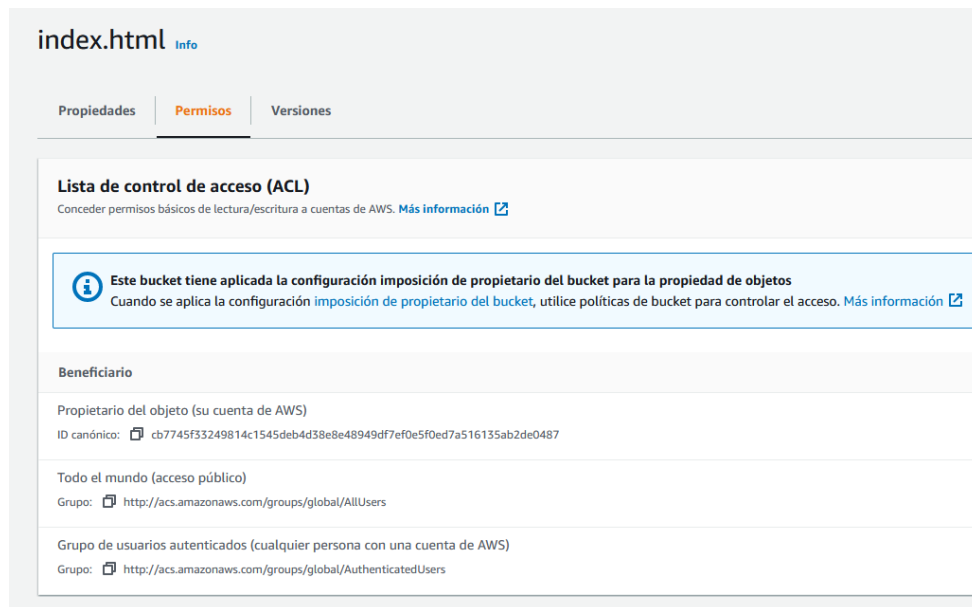 index.html Info
Propiedades Permisos Versiones
Lista de control de acceso (ACL)
Conceder permisos básicos de lectura/escritura a cuentas de AWS. Más información
Este bucket tiene aplicada la configuración imposición de propietario del bucket para la propiedad de objetos
Cuando se aplica la configuración imposición de propietario del bucket, utilice políticas de bucket para controlar el acceso. Más información
Beneficiario
Propietario del objeto (su cuenta de AWS)
ID canónico: cb7745f33249814c1545deb4d38e8e48949df7ef0e5f0ed7a516135ab2de0487
Todo el mundo (acceso público)
Grupo: http://acs.amazonaws.com/groups/global/AllUsers
Grupo de usuarios autenticados (cualquier persona con una cuenta de AWS)
Grupo: http://acs.amazonaws.com/groups/global/AuthenticatedUsers